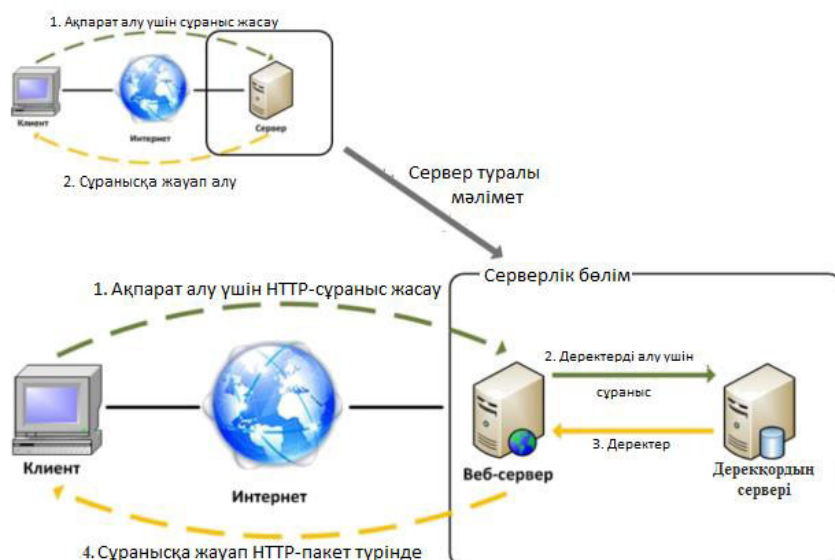 1. Ақпарат алу үшін сұраныс жасау
Клиент
Интернет
Сервер
2. Сұранысқа жауап алу
Сервер туралы
мәлімет
Серверлік бөлім
1. Ақпарат алу үшін HTTP-сұраныс жасау
2. Деректерді алу үшін
сұраныс
3. Деректер
Клиент
Интернет
Веб-сервер
Дерекқордың
сервері
4. Сұранысқа жауап HTTP-пакет түрінде